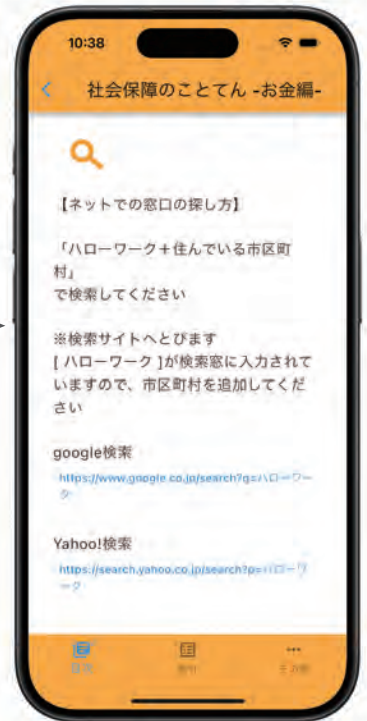 10:38
社会保障のことてん -お金編-
【ネットでの窓口の探し方】
「ハローワーク+住んでいる市区町
村」
で検索してください
※検索サイトへとびます
[ ハローワーク ]が検索窓に入力されて
いますので、市区町村を追加してくだ
さい
google検索
https://www.google.co.jp/search?q=ハローワー
ク
Yahoo!検索
https://search.yahoo.co.jp/search?p=ハローワ
ーク
目次